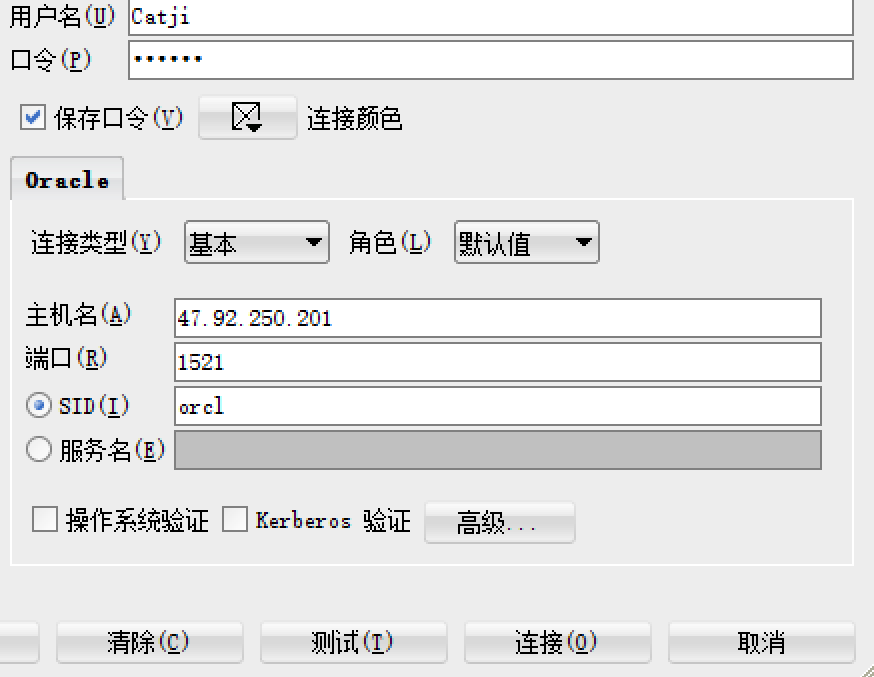 用户名(U) Catji
口令(P) ••••••
保存口令(V) 连接颜色
Oracle
连接类型(Y) 基本 角色(L) 默认值
主机名(A) 47.92.250.201
端口(R) 1521
SID(I) orcl
服务名(E)
操作系统验证 Kerberos 验证 高级...
清除(C) 测试(T) 连接(O) 取消